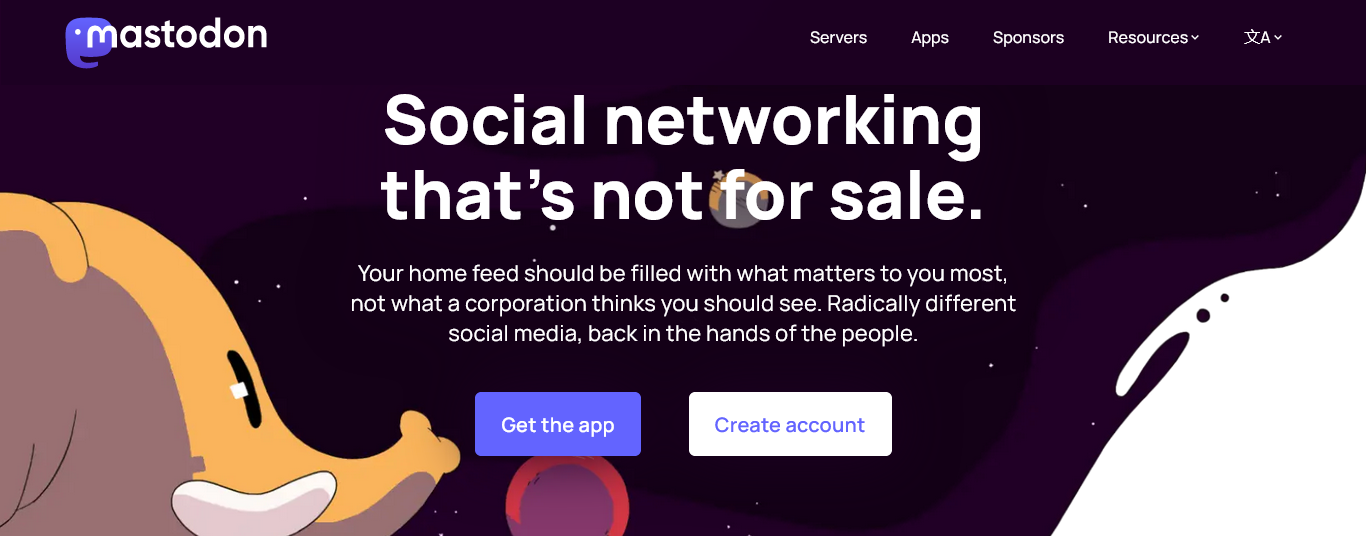 mastodon
Servers
Apps
Sponsors
Resources
文A
Social networking
that’s not for sale.
Your home feed should be filled with what matters to you most,
not what a corporation thinks you should see. Radically different
social media, back in the hands of the people.
Get the app
Create account